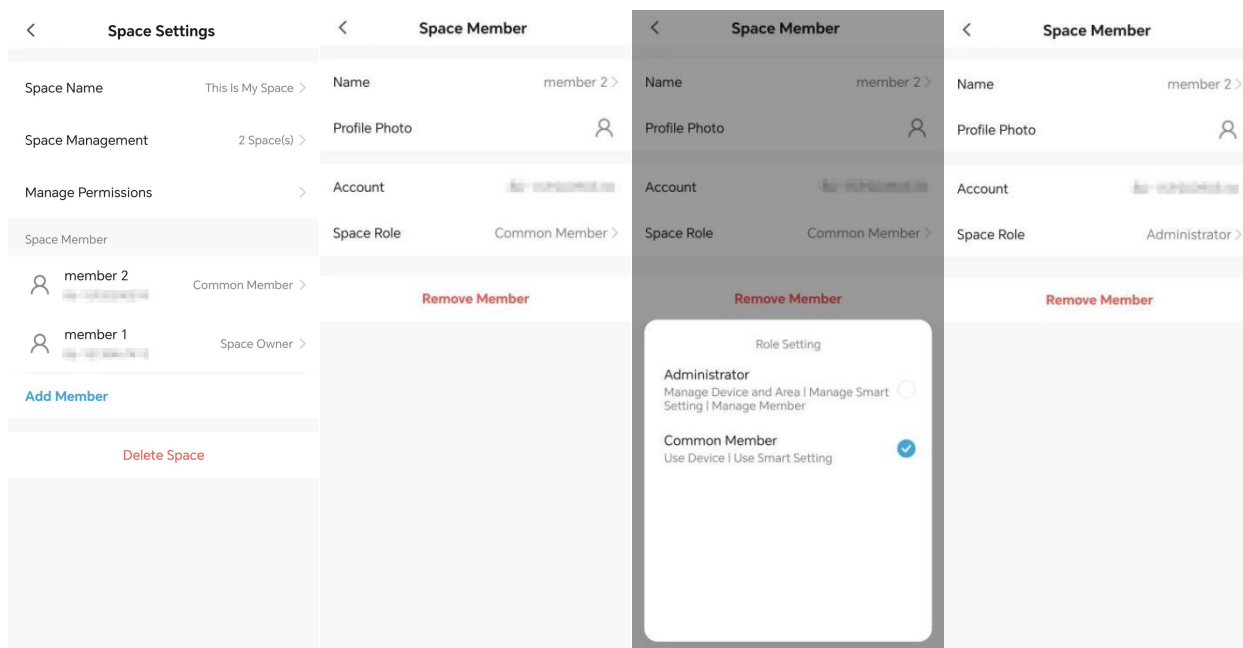 Space Settings
Space Name This Is My Space
Space Management 2 Space(s)
Manage Permissions
Space Member
member 2
Common Member
member 1
Space Owner
Add Member
Delete Space
Space Member
Name member 2
Profile Photo
Account
Space Role Common Member
Remove Member
Space Member
Name member 2
Profile Photo
Account
Space Role Common Member
Remove Member
Role Setting
Administrator
Manage Device and Area | Manage Smart
Setting | Manage Member
Common Member
Use Device | Use Smart Setting
Space Member
Name member 2
Profile Photo
Account
Space Role Administrator
Remove Member